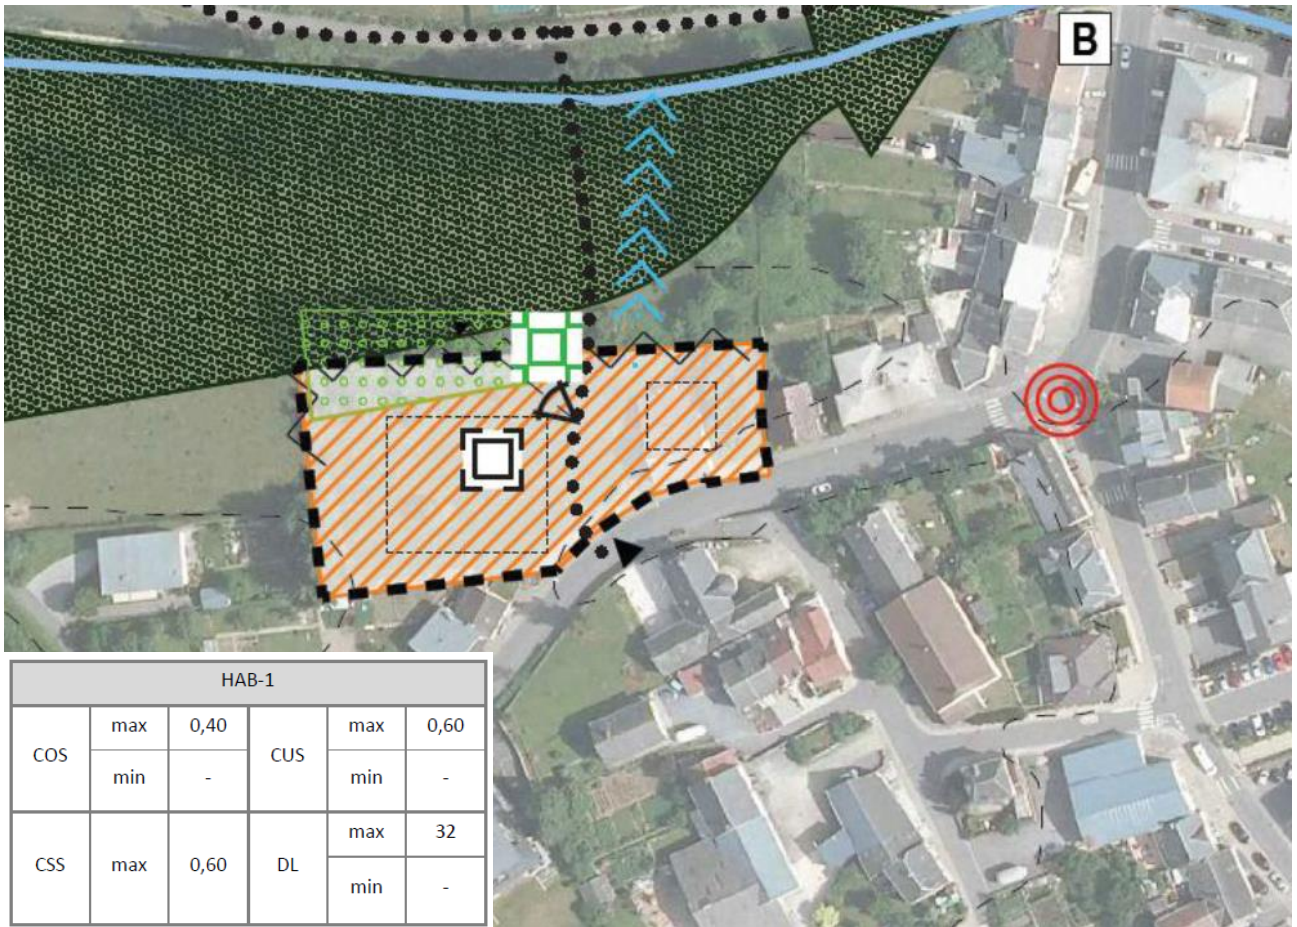 B
HAB-1
COS max 0,40 CUS max 0,60
min - min -
CSS max 0,60 DL max 32
min -